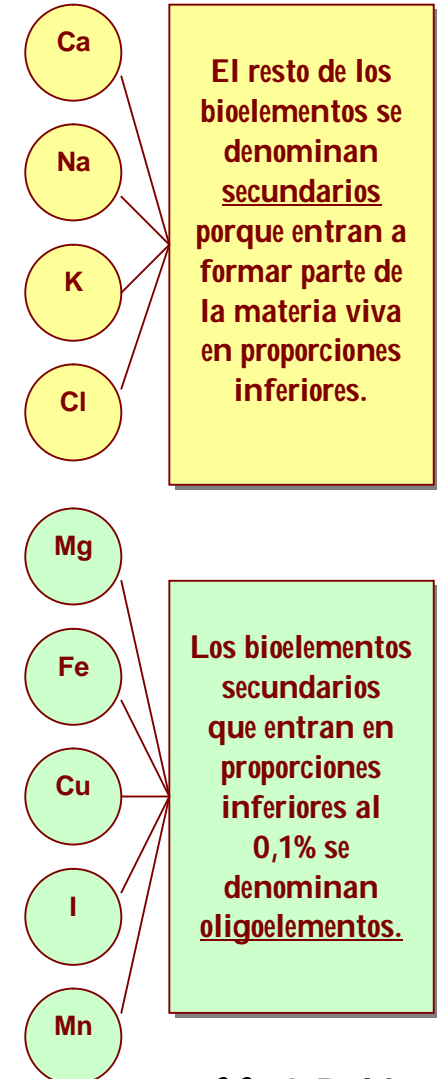 Ca
Na
K
Cl
El resto de los
bioelementos se
denominan
secundarios
porque entran a
formar parte de
la materia viva
en proporciones
inferiores.
Mg
Fe
Cu
I
Mn
Los bioelementos
secundarios
que entran en
proporciones
inferiores al
0,1% se
denominan
oligoelementos.